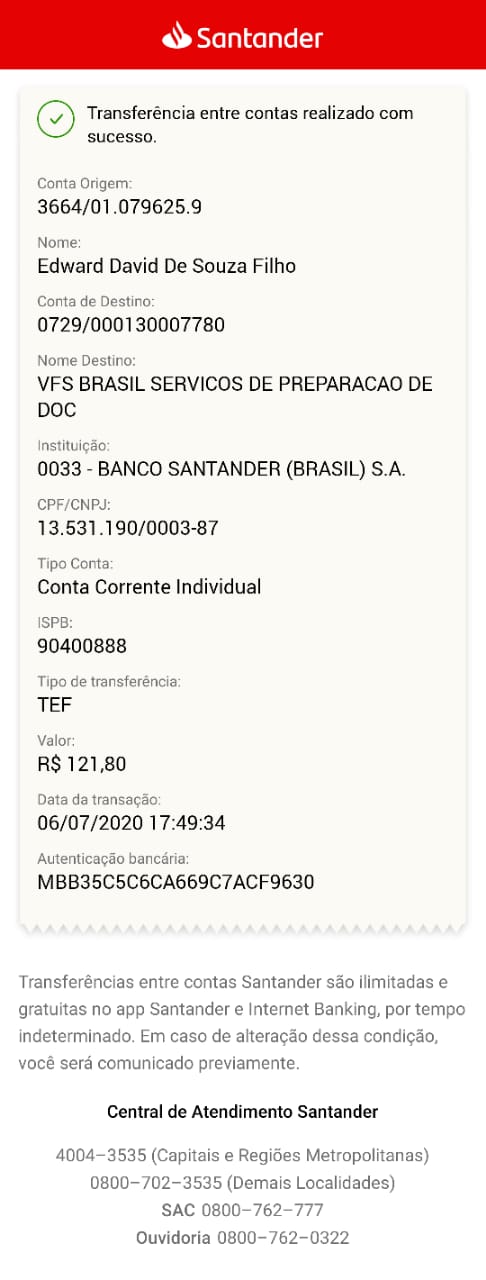 Santander
Transferência entre contas realizado com
sucesso.
Conta Origem:
3664/01.079625.9
Nome:
Edward David De Souza Filho
Conta de Destino:
0729/000130007780
Nome Destino:
VFS BRASIL SERVICOS DE PREPARACAO DE
DOC
Instituição:
0033 - BANCO SANTANDER (BRASIL) S.A.
CPF/CNPJ:
13.531.190/0003-87
Tipo Conta:
Conta Corrente Individual
ISPB:
90400888
Tipo de transferência:
TEF
Valor:
R$ 121,80
Data da transação:
06/07/2020 17:49:34
Autenticação bancária:
MBB35C5C6CA669C7ACF9630
Transferências entre contas Santander são ilimitadas e
gratuitas no app Santander e Internet Banking, por tempo
indeterminado. Em caso de alteração dessa condição,
você será comunicado previamente.
Central de Atendimento Santander
4004–3535 (Capitais e Regiões Metropolitanas)
0800–702–3535 (Demais Localidades)
SAC 0800–762–777
Ouvidoria 0800–762–0322